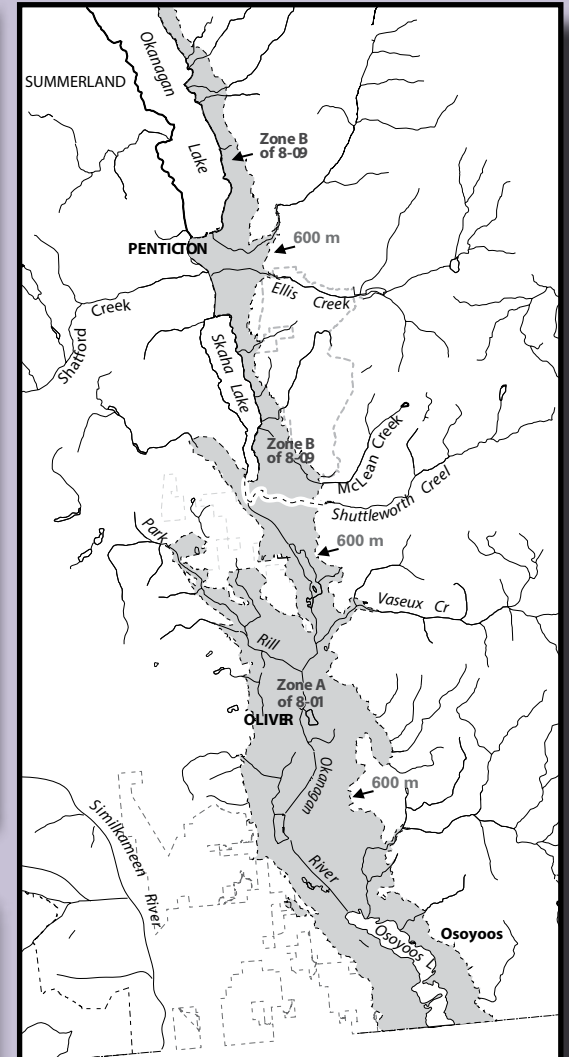 Okanagan
SUMMERLAND
Lake
Zone B
of 8-09
PENTICTON
600 m
Ellis Creek
Creek
Shatford
Skaha Lake
Zone B
of 8-09
McLean Creek
Shuttleworth Creel
Park
600 m
Vaseux Cr
Rill
Zone A
of 8-01
OLIVER
Okanagan
600 m
Similkameen
River
River
Osoyoos
Osoyoos L